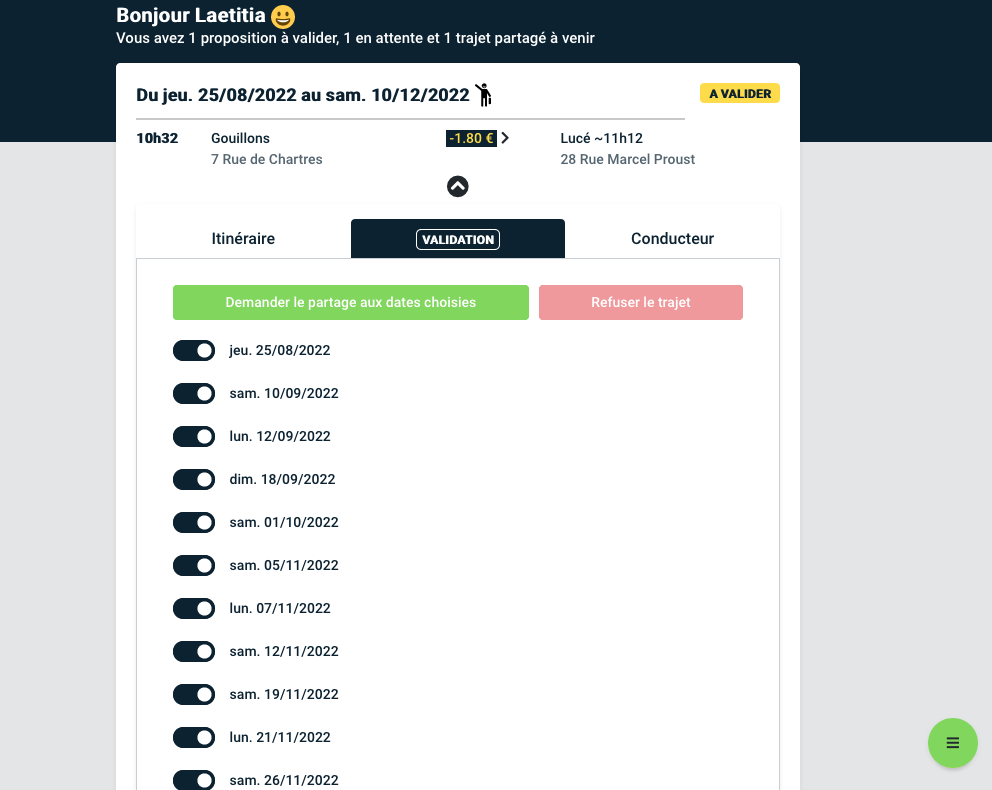 Bonjour Laetitia 😀
Vous avez 1 proposition à valider, 1 en attente et 1 trajet partagé à venir
Du jeu. 25/08/2022 au sam. 10/12/2022
A VALIDER
10h32 Gouillons -1.80 € Lucé ~11h12
7 Rue de Chartres 28 Rue Marcel Proust
Itinéraire VALIDATION Conducteur
Demander le partage aux dates choisies Refuser le trajet
jeu. 25/08/2022
sam. 10/09/2022
lun. 12/09/2022
dim. 18/09/2022
sam. 01/10/2022
sam. 05/11/2022
lun. 07/11/2022
sam. 12/11/2022
sam. 19/11/2022
lun. 21/11/2022
sam. 26/11/2022